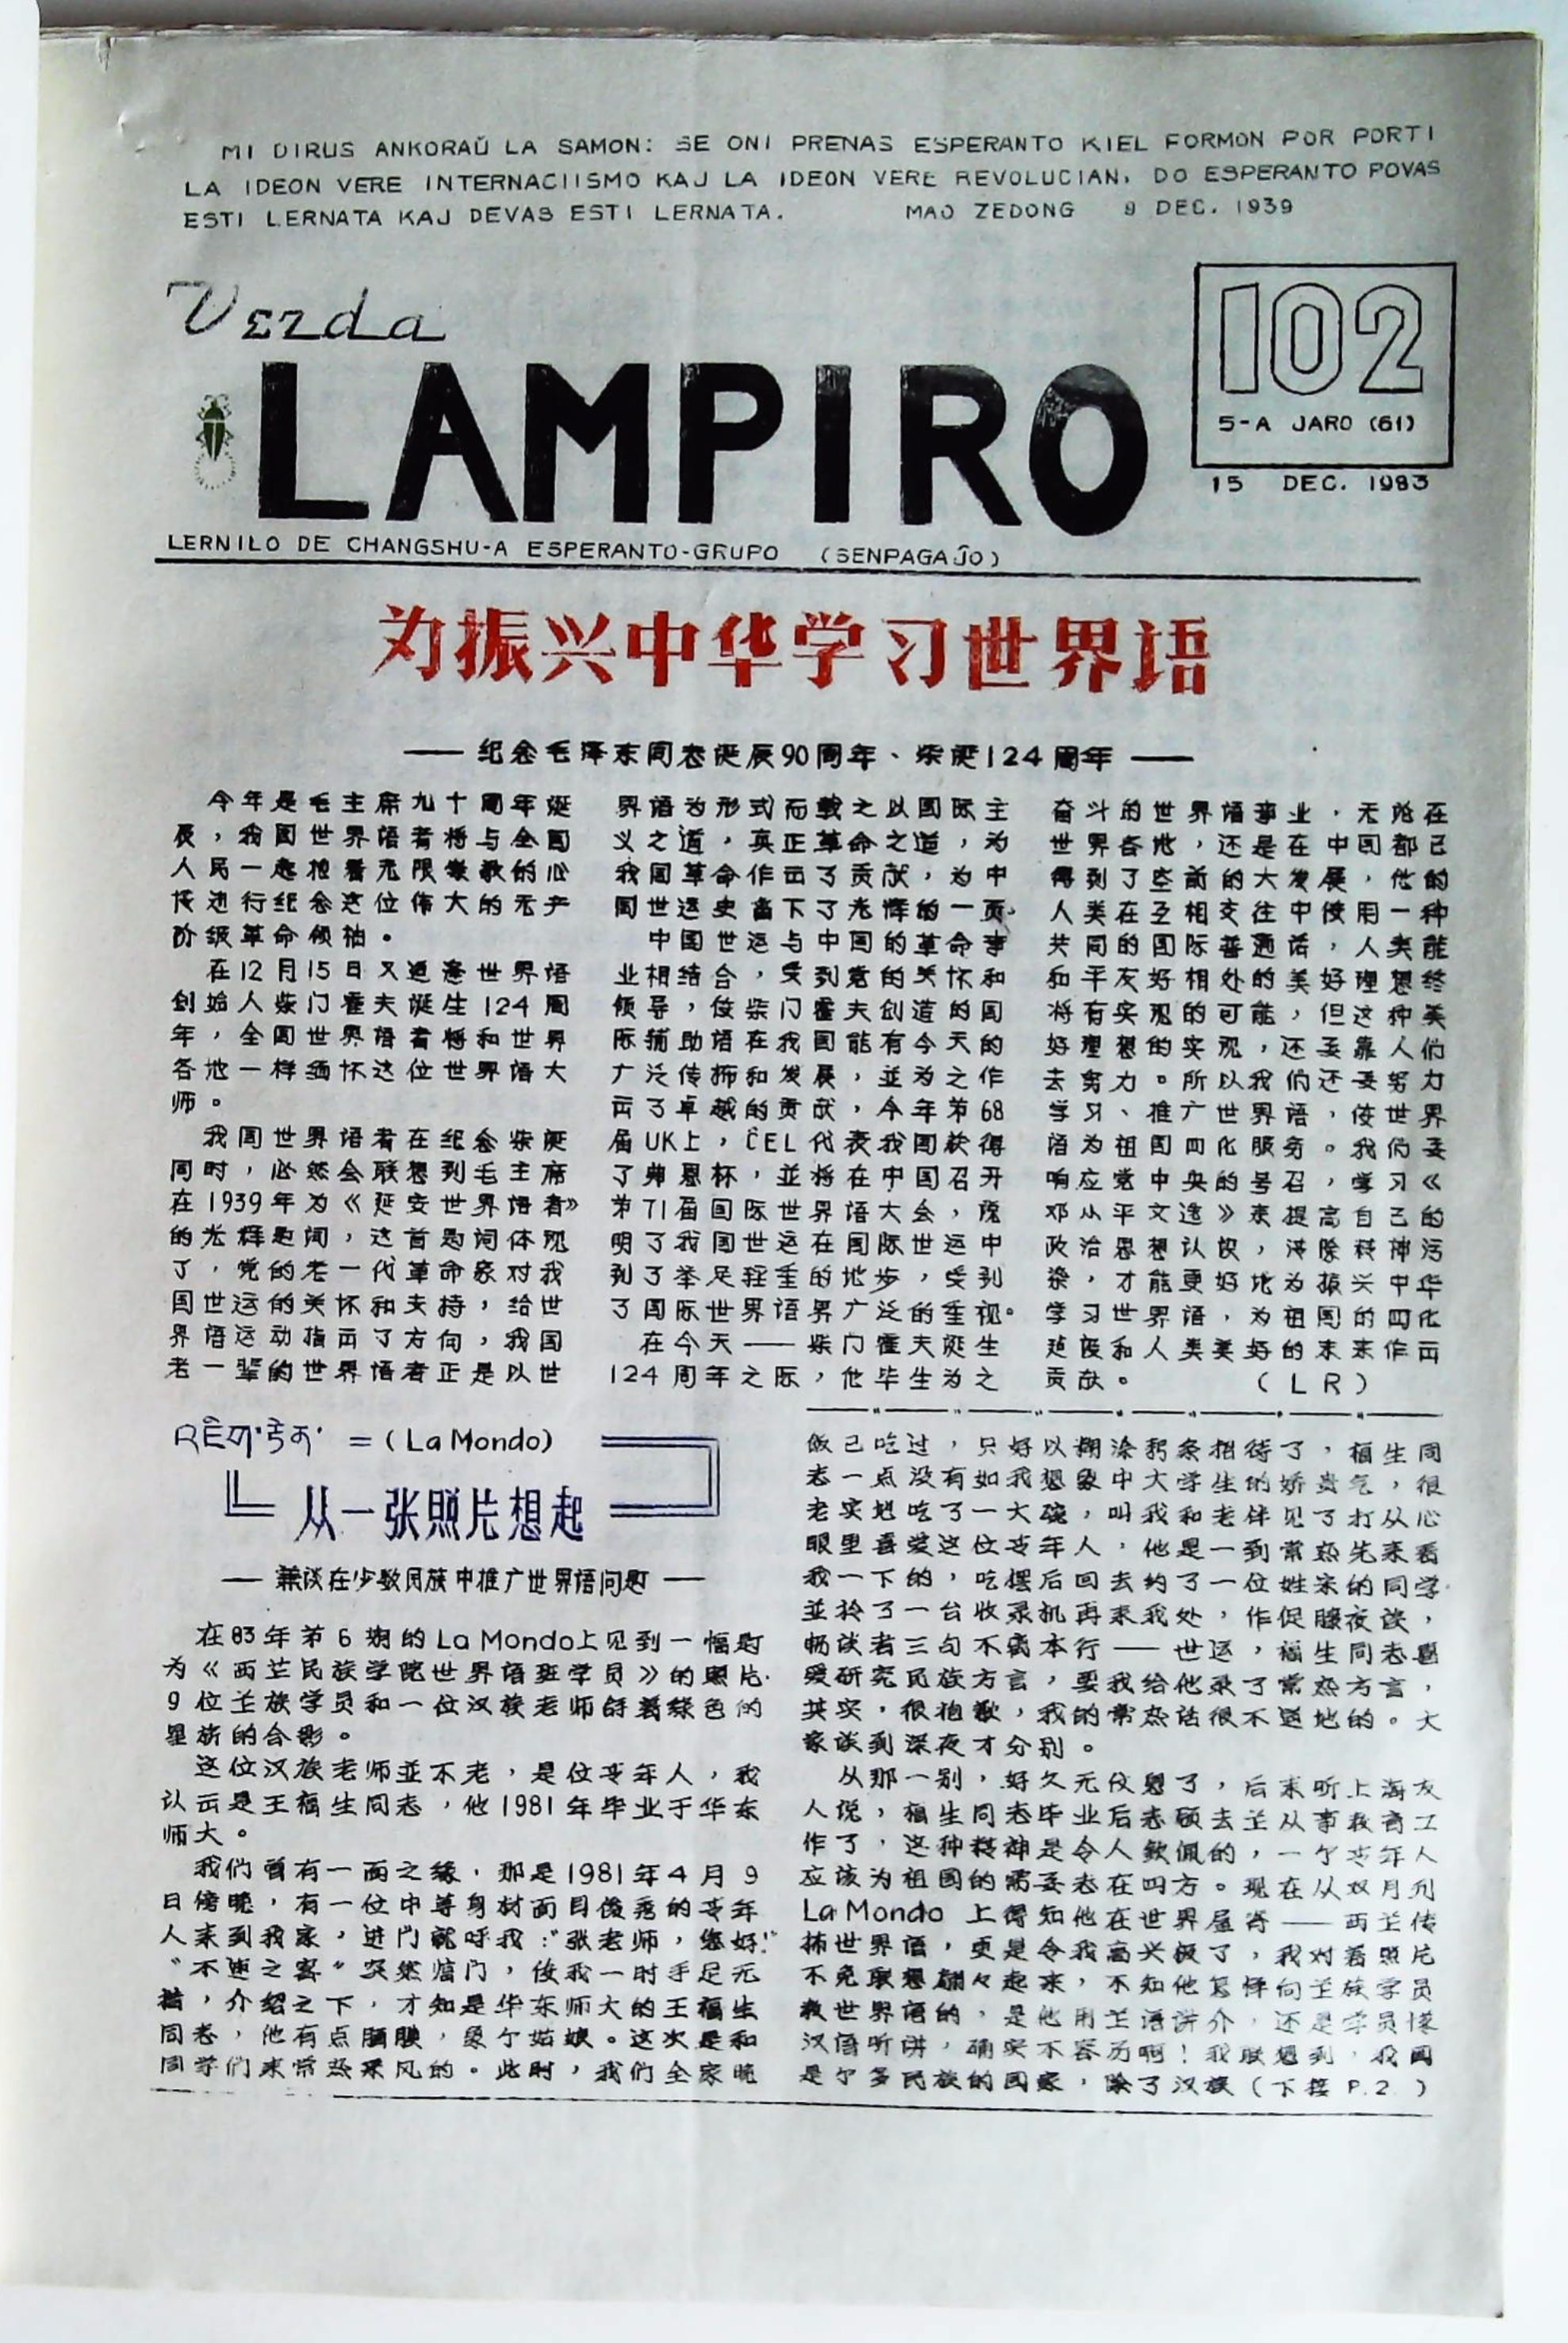 MI DIRUS ANKORAŬ LA SAMON: SE ONI PRENAS ESPERANTO KIEL FORMON POR PORTI
LA IDEON VERE INTERNACIISMO KAJ LA IDEON VERE REVOLUCIAN, DO ESPERANTO POVAS
ESTI LERNATA KAJ DEVAS ESTI LERNATA. MAO ZEDONG 9 DEC. 1939
Verda
LAMPIRO
102
5-A JARO (61)
15 DEC. 1983
LERNILO DE CHANGSHU-A ESPERANTO-GRUPO (SENPAGAĴO)
为振兴中华学习世界语
—— 纪念毛泽东同志诞辰90周年、柴诞124周年 ——
今年是毛主席九十周年诞
辰，我国世界语者将与全国
人民一起抱着无限崇敬的心
情进行纪念这位伟大的无产
阶级革命领袖。
在12月15日又适逢世界语
创始人柴门霍夫诞生124周
年，全国世界语者将和世界
各地一样缅怀这位世界语大
师。
我国世界语者在纪念柴诞
同时，必然会联想到毛主席
在1939年为《延安世界语者》
的光辉题词，这首题词体现
了，党的老一代革命家对我
国世运的关怀和支持，给世
界语运动指出了方向，我国
老一辈的世界语者正是以世
界语为形式而载之以国际主
义之道，真正革命之道，为
我国革命作出了贡献，为中
国世运史留下了光辉的一页。
中国世运与中国的革命事
业相结合，受到党的关怀和
领导，使柴门霍夫创造的国
际辅助语在我国能有今天的
广泛传播和发展，並为之作
出了卓越的贡献，今年第68
届UK上，ĈEL代表我国获得
了弗恩杯，並将在中国召开
第71届国际世界语大会，说
明了我国世运在国际世运中
到了举足轻重的地步，受到
了国际世界语界广泛的重视。
在今天——柴门霍夫诞生
124周年之际，他毕生为之
奋斗的世界语事业，无论在
世界各地，还是在中国都已
得到了空前的大发展，他的
人类在互相交往中使用一种
共同的国际普通话，人类能
和平友好相处的美好理想终
将有实现的可能，但这种美
好理想的实现，还要靠人们
去努力。所以我们还要努力
学习、推广世界语，使世界
语为祖国四化服务。我们要
响应党中央的号召，学习《
邓小平文选》来提高自己的
政治思想认识，清除精神污
染，才能更好地为振兴中华
学习世界语，为祖国的四化
建设和人类美好的未来作出
贡献。 （LR）
= (La Mondo)
从一张照片想起
—— 兼谈在少数民族中推广世界语问题 ——
在83年第6期的La Mondo上见到一幅题
为《西芷民族学院世界语班学员》的照片.
9位芷族学员和一位汉族老师舒着绿色的
星旂的合影。
这位汉族老师並不老，是位青年人，我
认出是王福生同志，他1981年毕业于华东
师大。
我们曾有一面之缘，那是1981年4月9
日傍晚，有一位中等身材面目俊秀的青年
人来到我家，进门就呼我：“张老师，您好！”
“不速之客”突然临门，使我一时手足无
措，介绍之下，才知是华东师大的王福生
同志，他有点腼腆，象个姑娘。这次是和
同学们来常热采风的。此时，我们全家晚
饭已吃过，只好以糊涂面条招待了，福生同
志一点没有如我想象中大学生的娇贵气，很
老实地吃了一大碗，叫我和老伴见了打从心
眼里喜爱这位青年人，他是一到常熟先来看
我一下的，吃摆后回去约了一位姓宋的同学
並拎了一台收录机再来我处，作促膝夜谈，
畅谈者三句不离本行——世运，福生同志喜
爱研究民族方言，要我给他录了常热方言，
其实，很抱歉，我的常热话很不道地的。大
家谈到深夜才分别。
从那一别，好久无仪息了，后来听上海友
人说，福生同志毕业后志硕去芷从事教育工
作了，这种精神是令人钦佩的，一个青年人
应该为祖国的需要志在四方。现在从双月刊
La Mondo 上得知他在世界屋脊——西芷传
播世界语，更是令我高兴极了，我对着照片
不免联想翩々起来，不知他怎样向芷族学员
教世界语的，是他用芷语讲介，还是学员懂
汉语听讲，确实不容易啊！我联想到，我国
是个多民族的国家，除了汉族（下接 P.2 ）